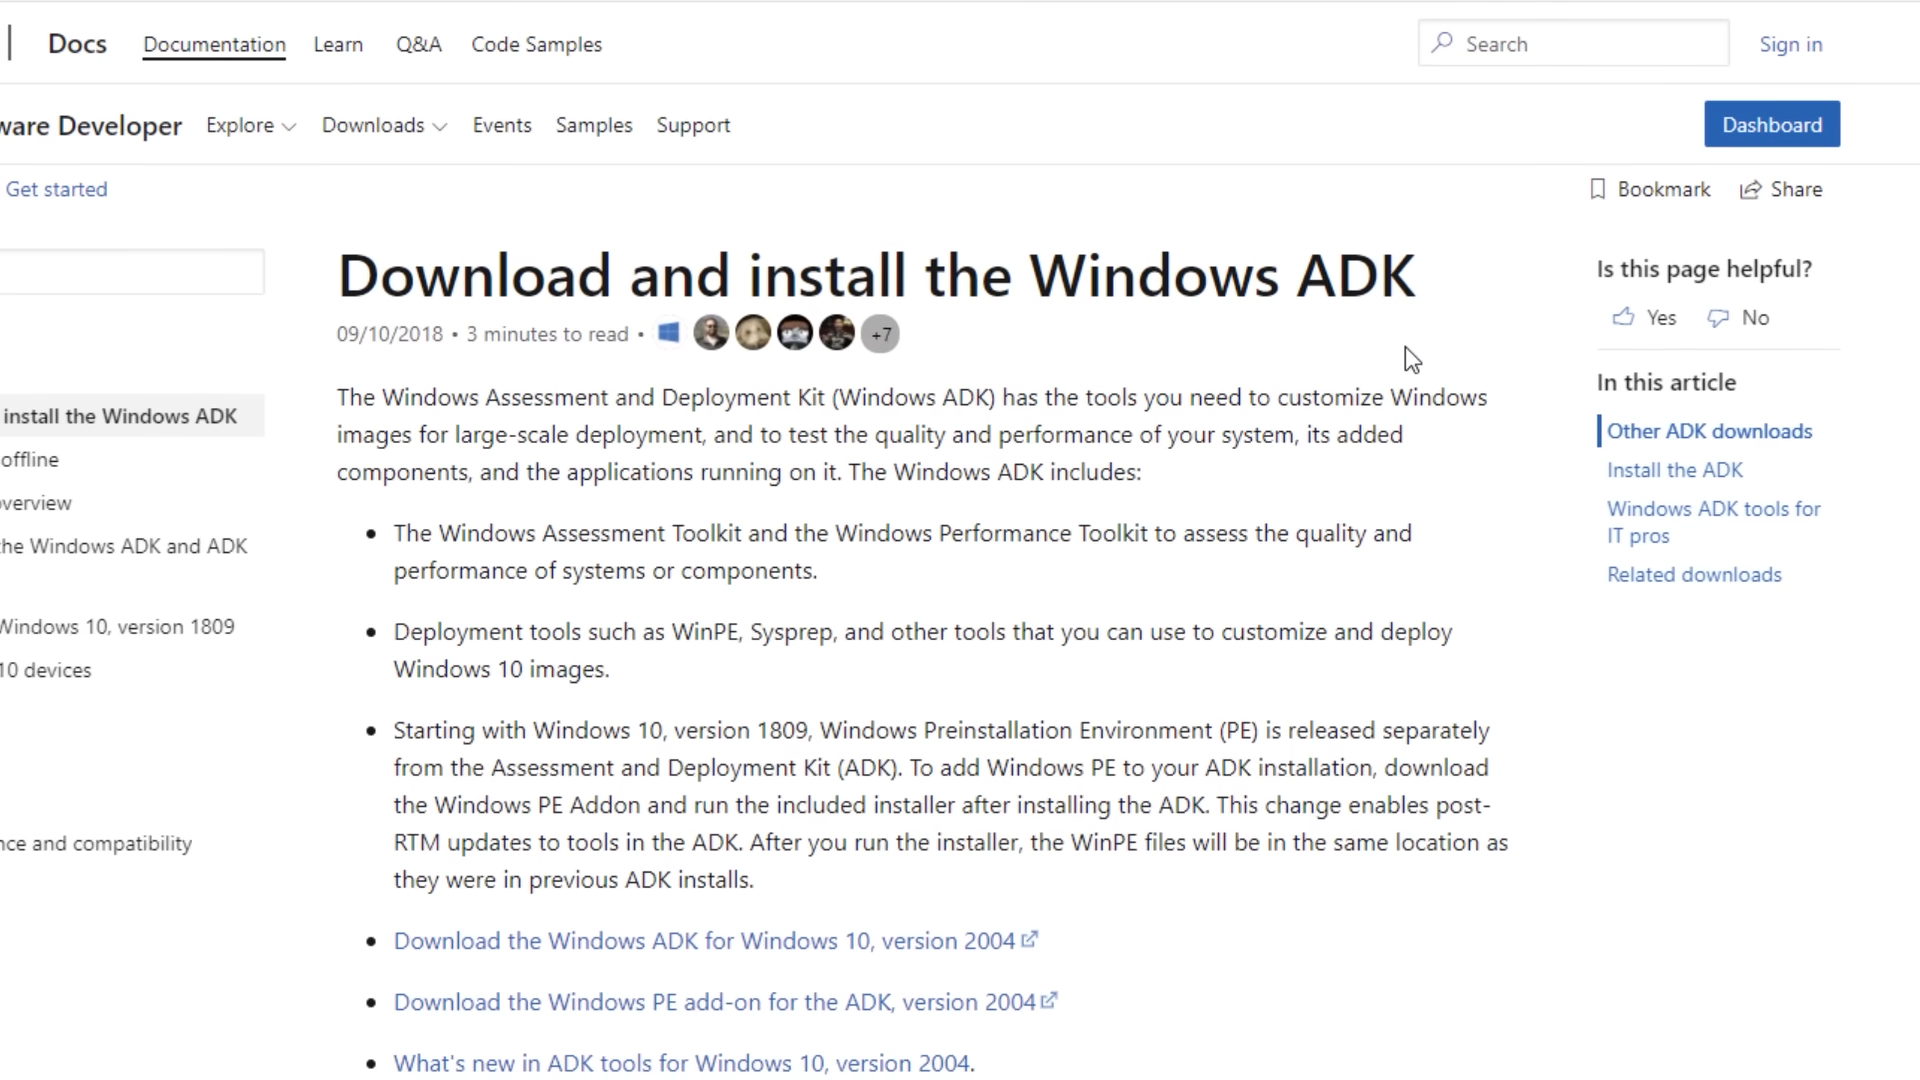 Docs Documentation Learn Q&A Code Samples Search Sign in
ware Developer Explore Downloads Events Samples Support Dashboard
Get started Bookmark Share
Download and install the Windows ADK
09/10/2018 • 3 minutes to read • +7
The Windows Assessment and Deployment Kit (Windows ADK) has the tools you need to customize Windows
images for large-scale deployment, and to test the quality and performance of your system, its added
components, and the applications running on it. The Windows ADK includes:
• The Windows Assessment Toolkit and the Windows Performance Toolkit to assess the quality and
performance of systems or components.
• Deployment tools such as WinPE, Sysprep, and other tools that you can use to customize and deploy
Windows 10 images.
• Starting with Windows 10, version 1809, Windows Preinstallation Environment (PE) is released separately
from the Assessment and Deployment Kit (ADK). To add Windows PE to your ADK installation, download
the Windows PE Addon and run the included installer after installing the ADK. This change enables post-
RTM updates to tools in the ADK. After you run the installer, the WinPE files will be in the same location as
they were in previous ADK installs.
• Download the Windows ADK for Windows 10, version 2004
• Download the Windows PE add-on for the ADK, version 2004
• What's new in ADK tools for Windows 10, version 2004.
install the Windows ADK
offline
overview
the Windows ADK and ADK
Windows 10, version 1809
10 devices
nce and compatibility
Is this page helpful?
Yes No
In this article
Other ADK downloads
Install the ADK
Windows ADK tools for
IT pros
Related downloads